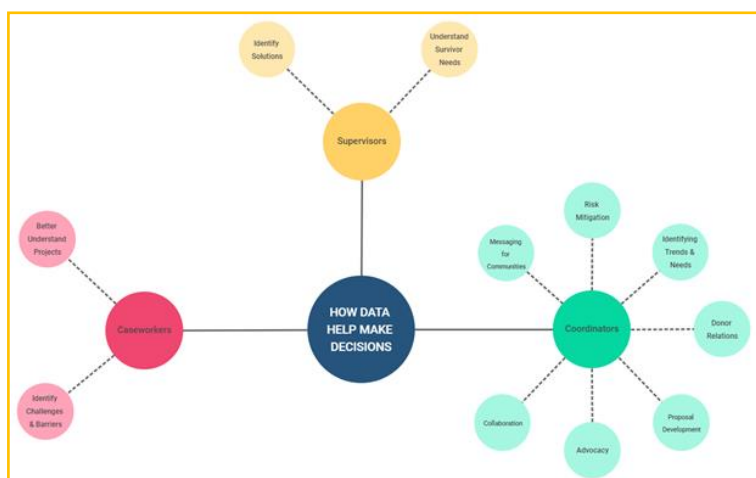 Identify
Solutions
Understand
Survivor
Needs
Supervisors
Better
Understand
Projects
Caseworkers
Identify
Challenges
& Barriers
HOW DATA
HELP MAKE
DECISIONS
Risk
Mitigation
Messaging
for
Communities
Identifying
Trends &
Needs
Coordinators
Donor
Relations
Collaboration
Advocacy
Proposal
Development